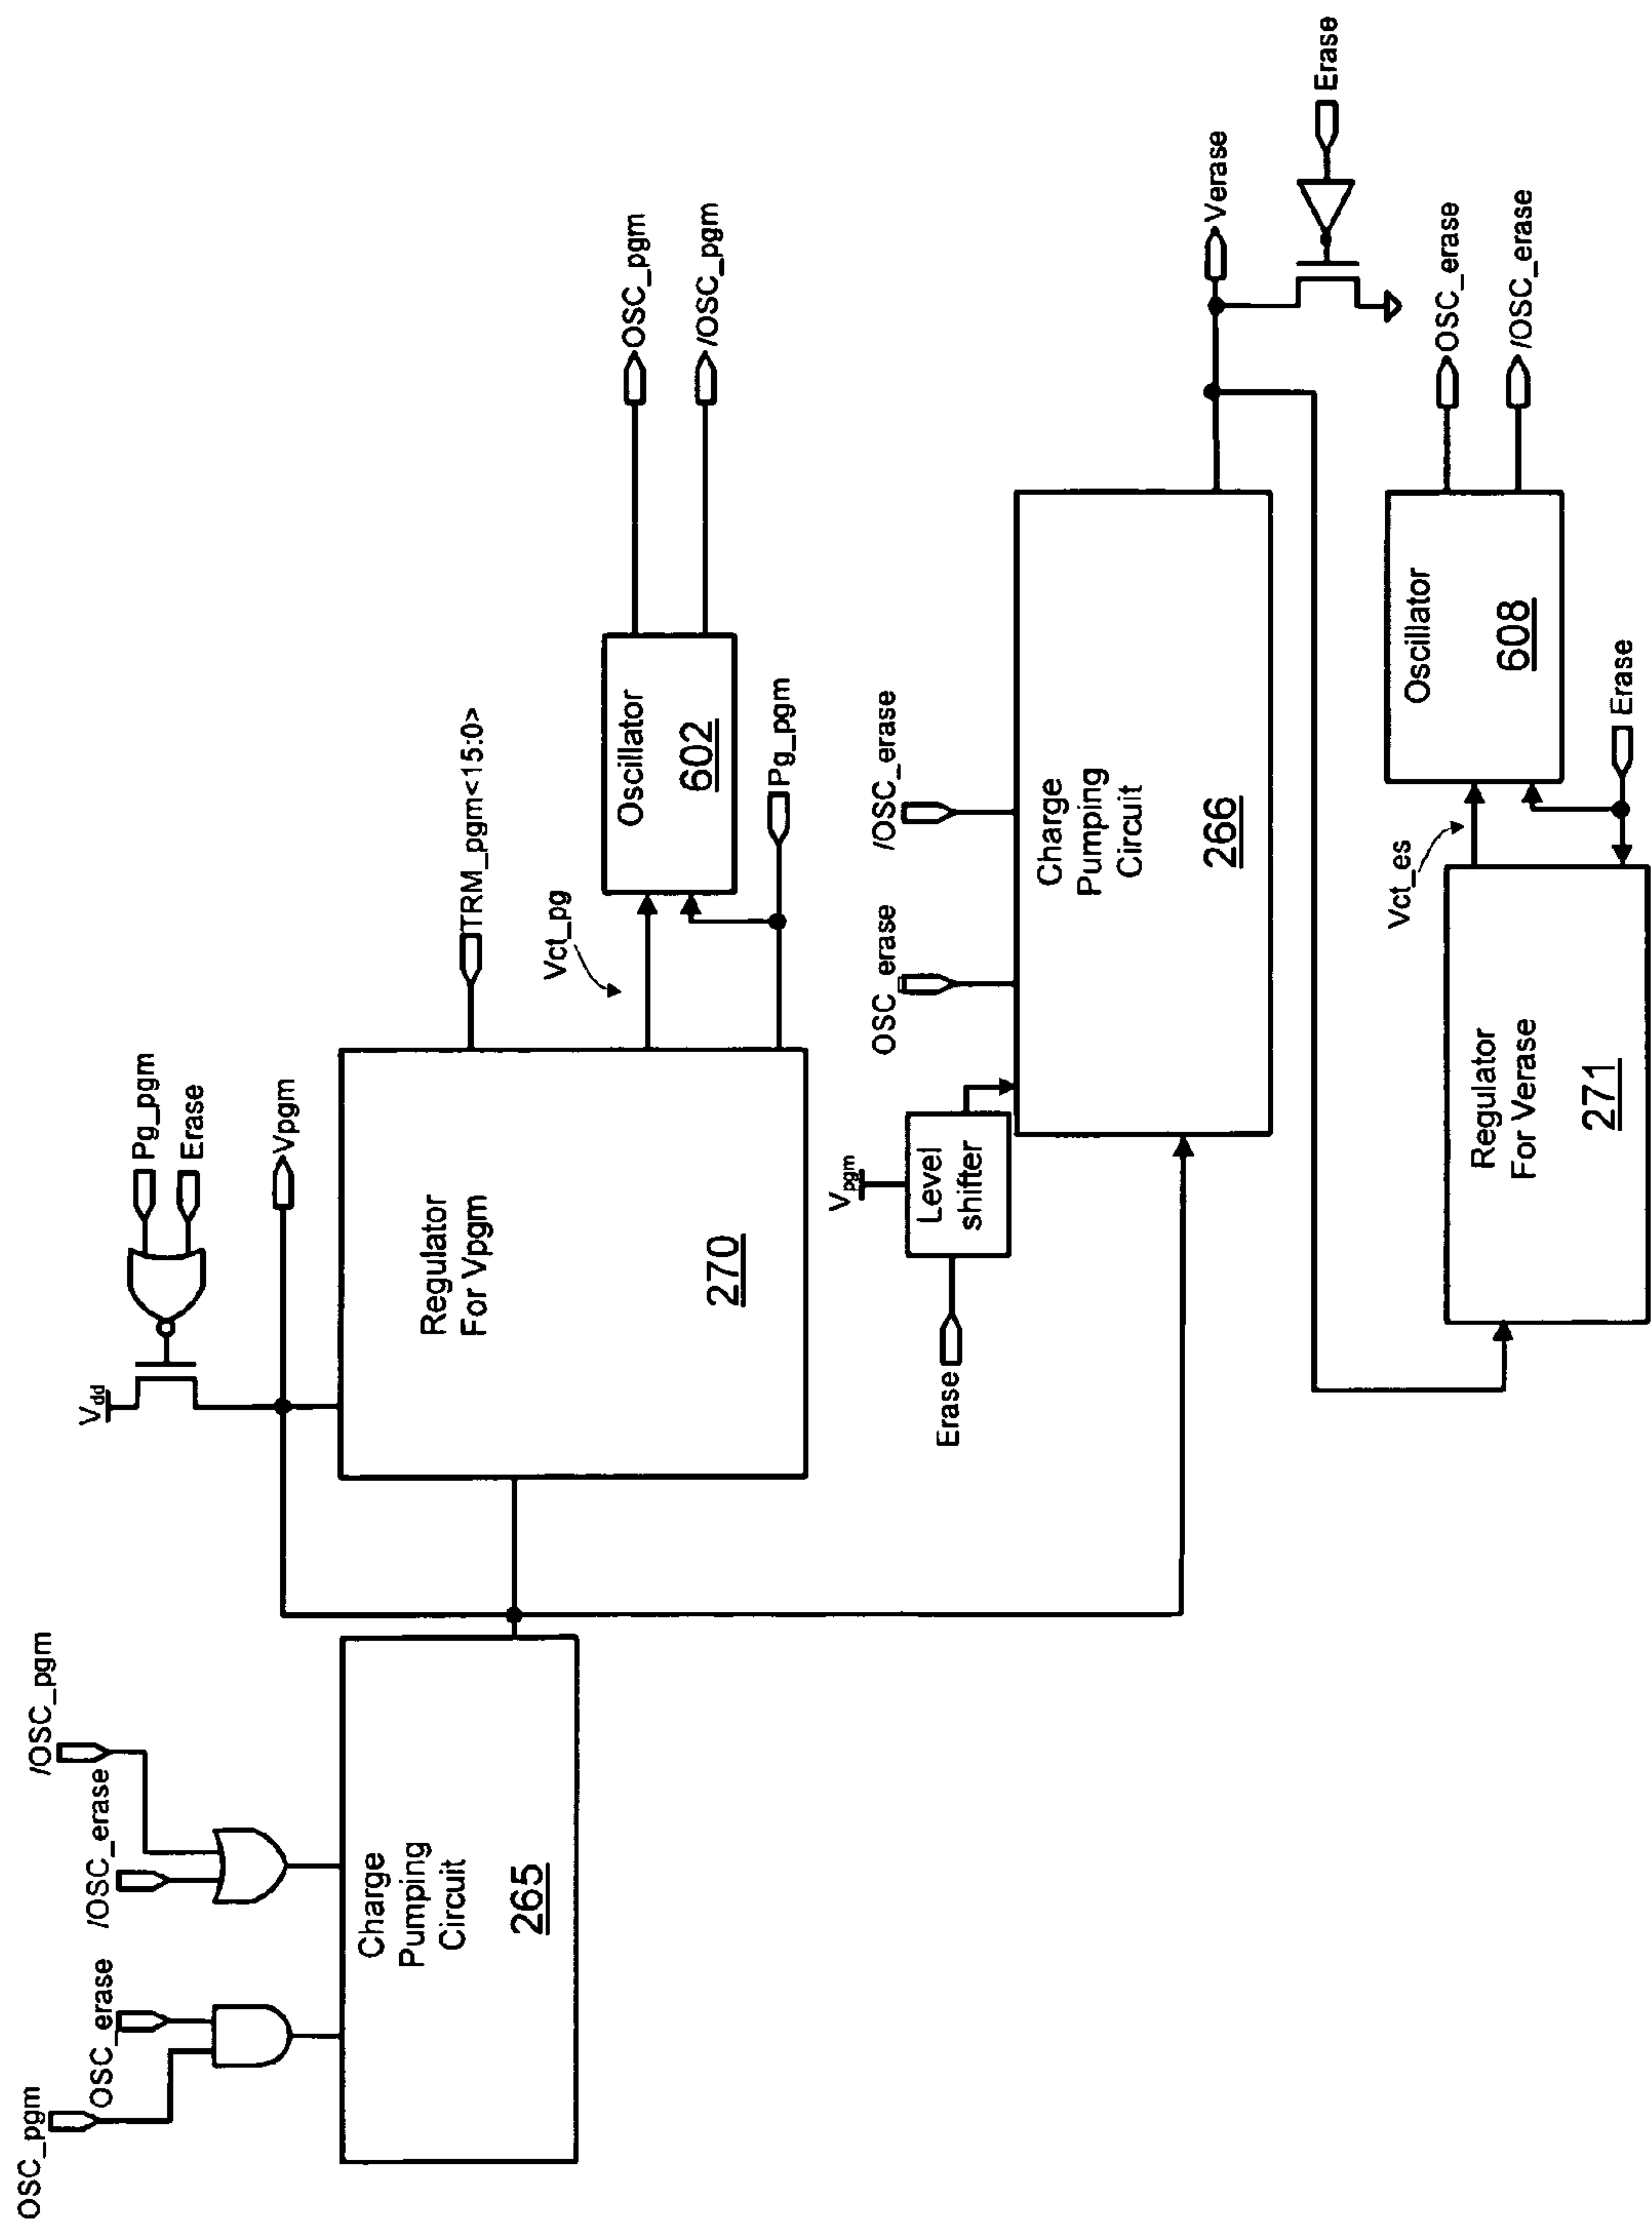 OSC_pgm
OSC_erase
/OSC_erase
/OSC_pgm
Charge
Pumping
Circuit
265
Vdd
Pg_pgm
Erase
Vpgm
Regulator
For Vpgm
270
TRM_pgm<15:0>
Vct_pg
Oscillator
602
Pg_pgm
OSC_pgm
/OSC_pgm
Erase
Vpgm
Level
shifter
OSC_erase
/OSC_erase
Charge
Pumping
Circuit
266
Verase
Erase
Regulator
For Verase
271
Vct_es
Oscillator
608
Erase
OSC_erase
/OSC_erase